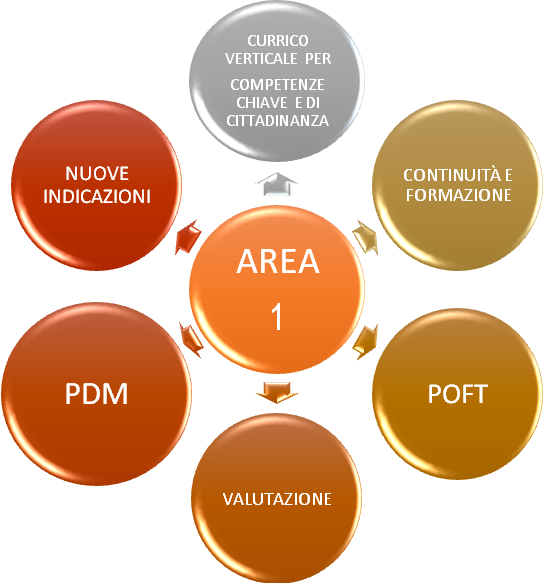 CURRICO
VERTICALE PER
COMPETENZE
CHIAVE E DI
CITTADINANZA
NUOVE
INDICAZIONI
CONTINUITÀ E
FORMAZIONE
AREA
1
PDM
POFT
VALUTAZIONE